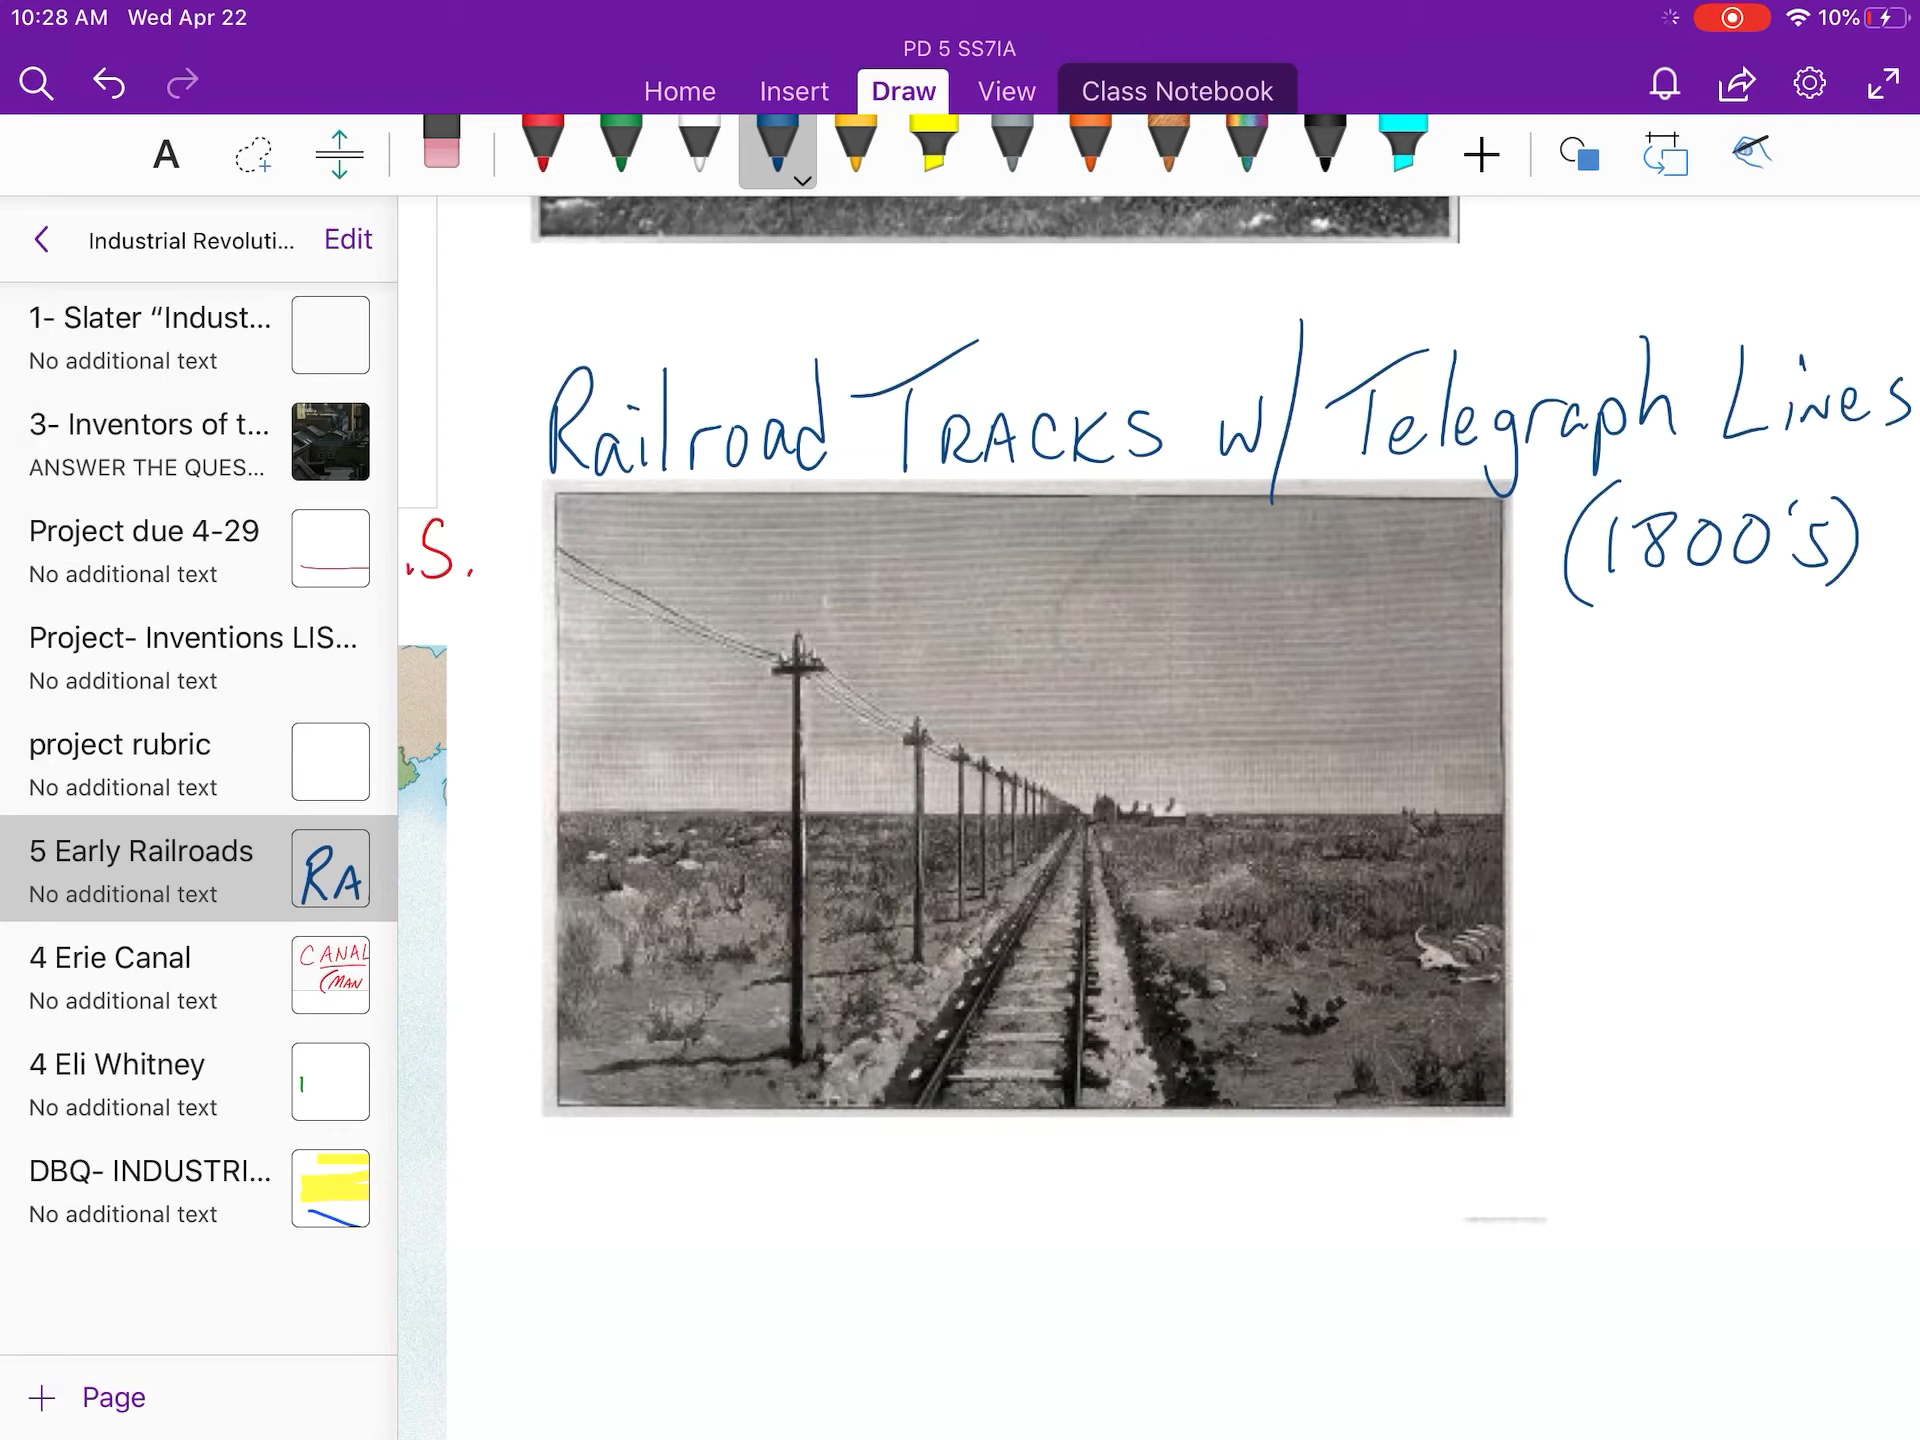 10:28 AM Wed Apr 22
10%
PD 5 SS7IA
Home Insert Draw View Class Notebook
A
Industrial Revoluti... Edit
1- Slater “Indust...
No additional text
3- Inventors of t...
ANSWER THE QUES...
Project due 4-29
No additional text
Project- Inventions LIS...
No additional text
project rubric
No additional text
5 Early Railroads
No additional text
RA
4 Erie Canal
No additional text
CANAL
(MAN
4 Eli Whitney
No additional text
DBQ- INDUSTRI...
No additional text
+ Page
.S.
Railroad TRACKS w/ Telegraph Lines
(1800's)